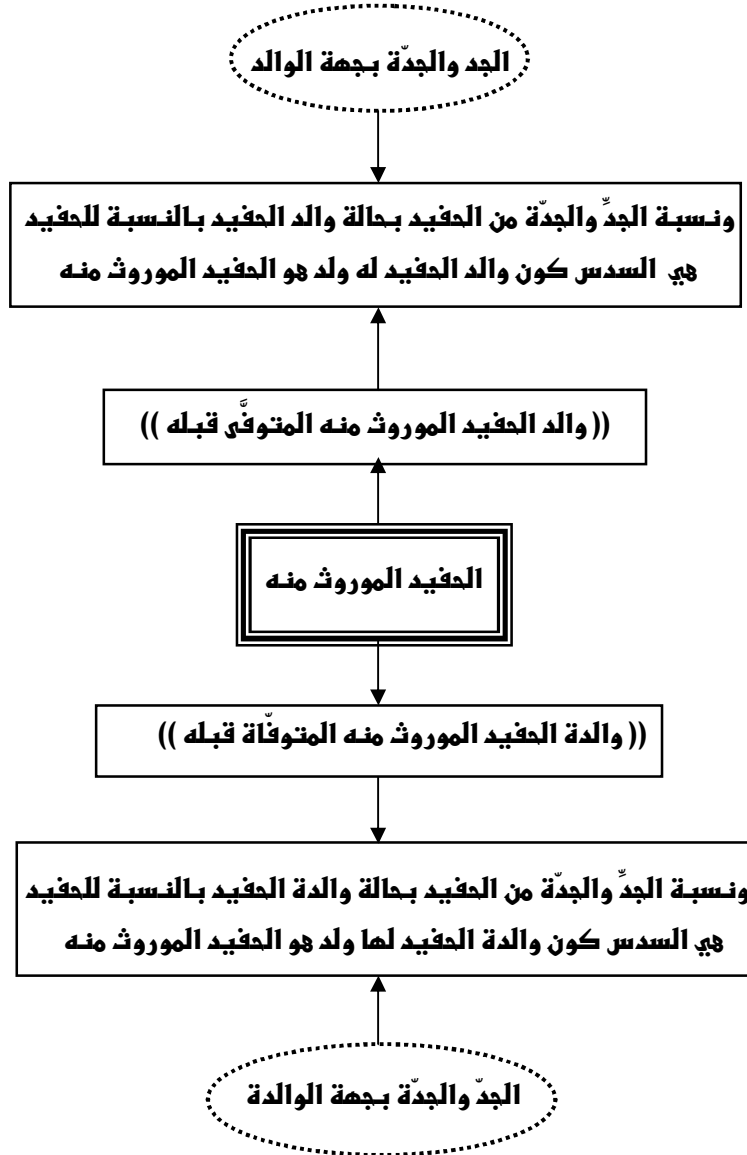 الجد والجدّة بجهة الوالد
ونسبة الجدِّ والجدّة من الحفيد بحالة والد الحفيد بالنسبة للحفيد
هي السدس كون والد الحفيد له ولد هو الحفيد الموروث منه
(( والد الحفيد الموروث منه المتوفَّى قبله ))
الحفيد الموروث منه
(( والدة الحفيد الموروث منه المتوفّاة قبله ))
ونسبة الجدِّ والجدّة من الحفيد بحالة والدة الحفيد بالنسبة للحفيد
هي السدس كون والدة الحفيد لها ولد هو الحفيد الموروث منه
الجدّ والجدّة بجهة الوالدة